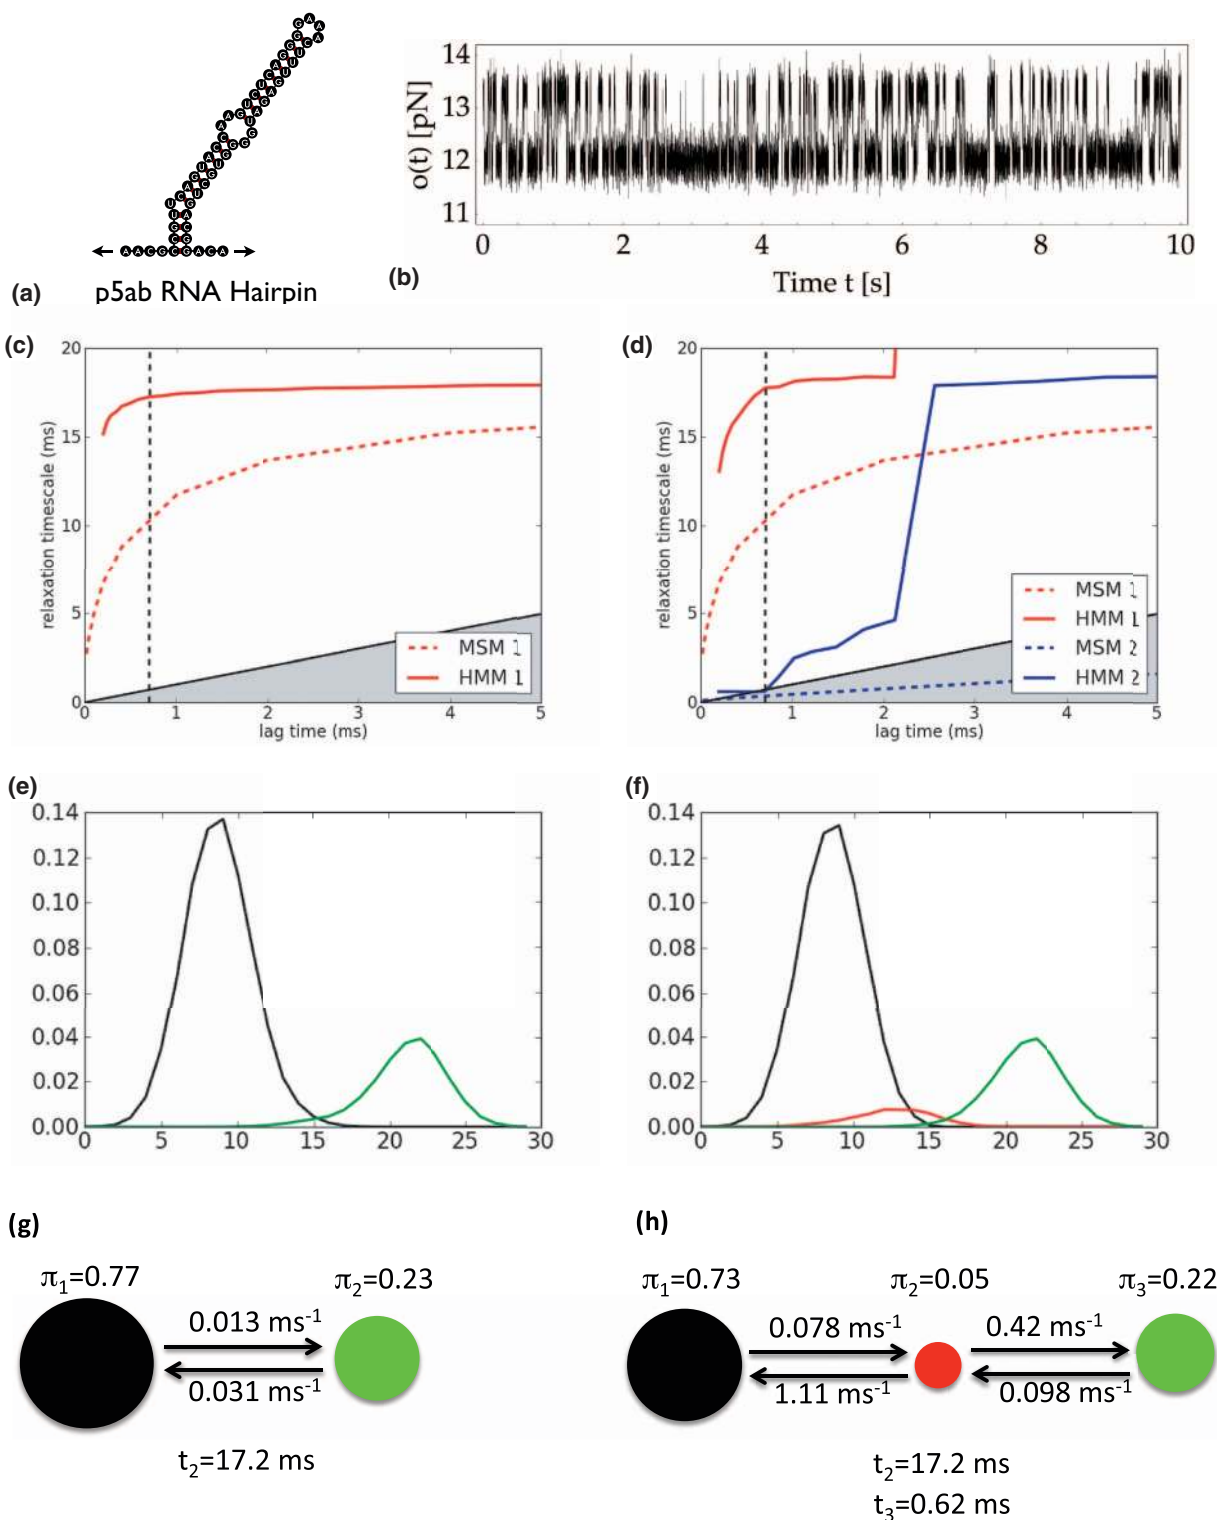 (a)
A A C G C G A C A
p5ab RNA Hairpin
(b)
o(t) [pN]
14
13
12
11
0 2 4 6 8 10
Time t [s]
(c)
relaxation timescale (ms)
20
15
10
5
0
0 1 2 3 4 5
lag time (ms)
MSM 1
HMM 1
(d)
relaxation timescale (ms)
20
15
10
5
0
0 1 2 3 4 5
lag time (ms)
MSM 1
HMM 1
MSM 2
HMM 2
(e)
0.14
0.12
0.10
0.08
0.06
0.04
0.02
0.00
0 5 10 15 20 25 30
(f)
0.14
0.12
0.10
0.08
0.06
0.04
0.02
0.00
0 5 10 15 20 25 30
(g)
π1=0.77 π2=0.23
0.013 ms-1
0.031 ms-1
t2=17.2 ms
(h)
π1=0.73 π2=0.05 π3=0.22
0.078 ms-1 0.42 ms-1
1.11 ms-1 0.098 ms-1
t2=17.2 ms
t3=0.62 ms